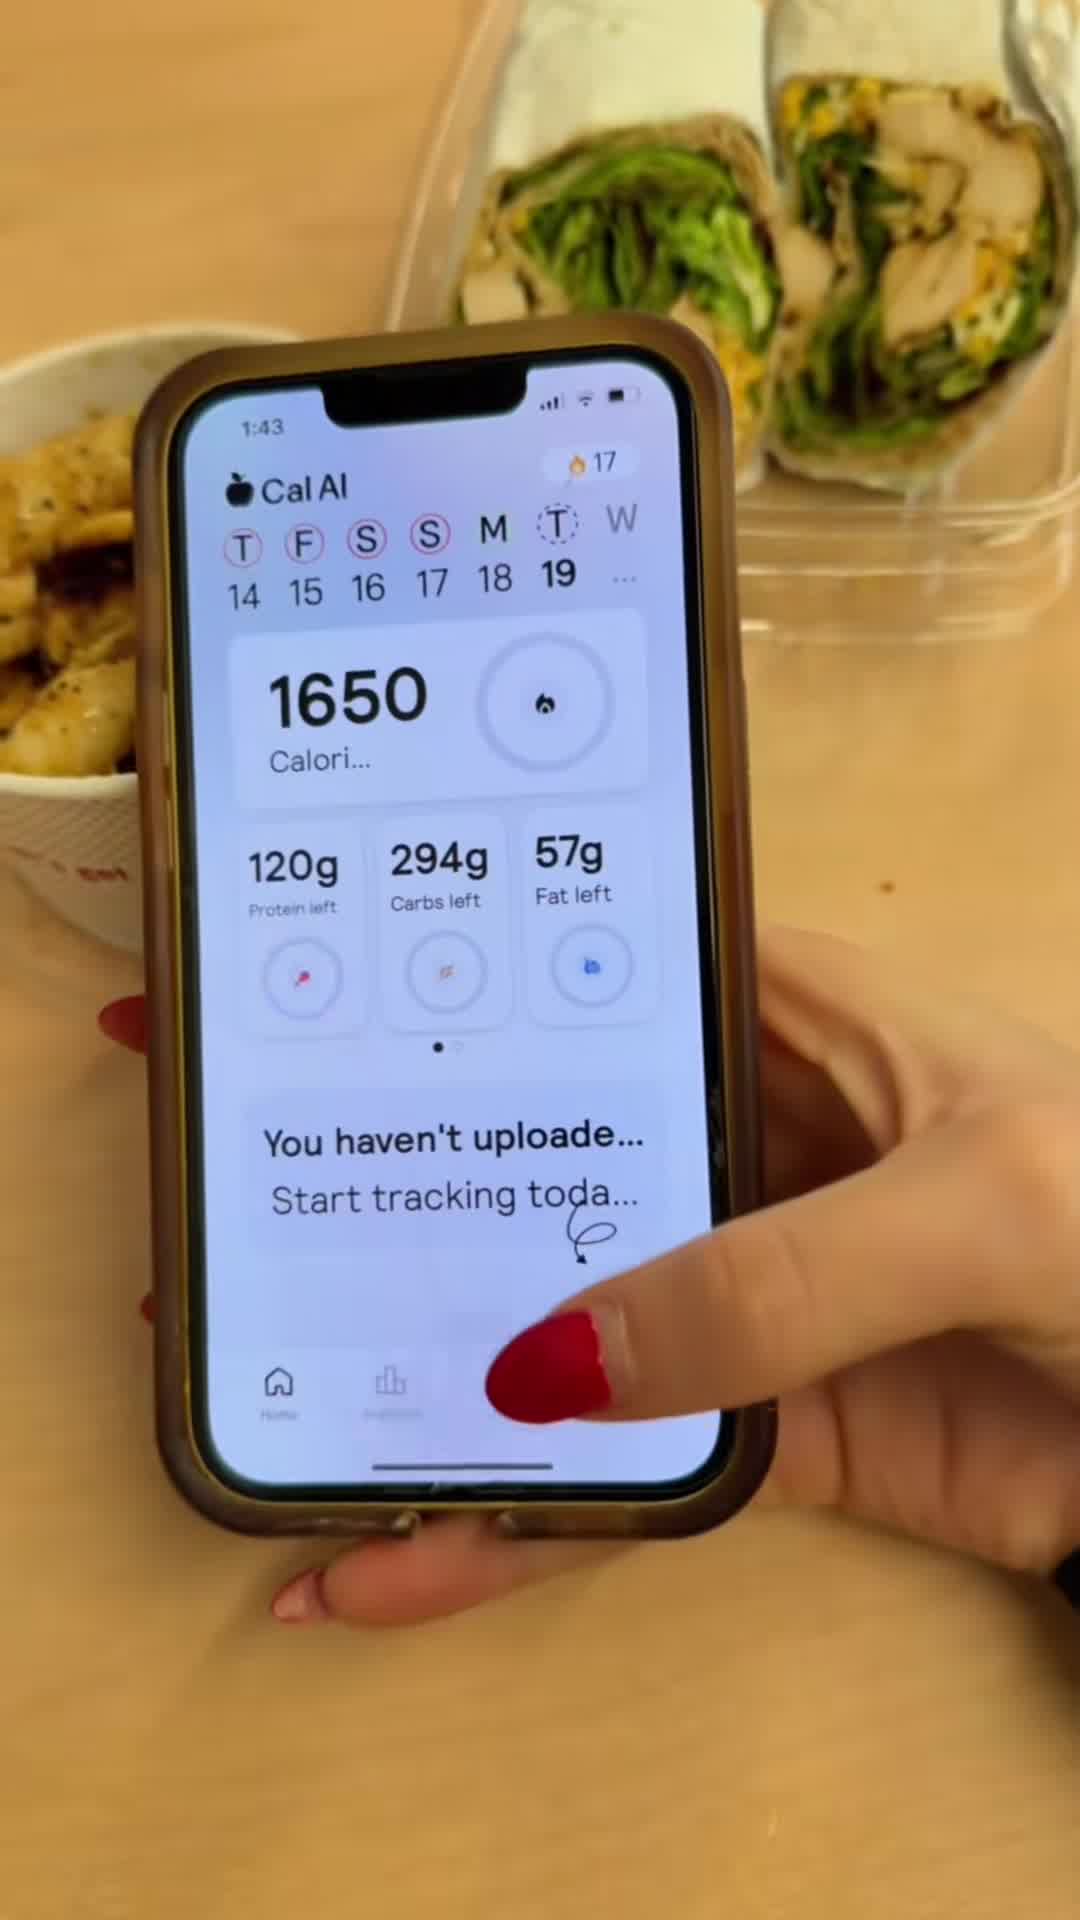 1:43
Cal AI
17
T F S S M T W
14 15 16 17 18 19 ...
1650
Calori...
120g 294g 57g
Protein left Carbs left Fat left
You haven't uploade...
Start tracking toda...
Home